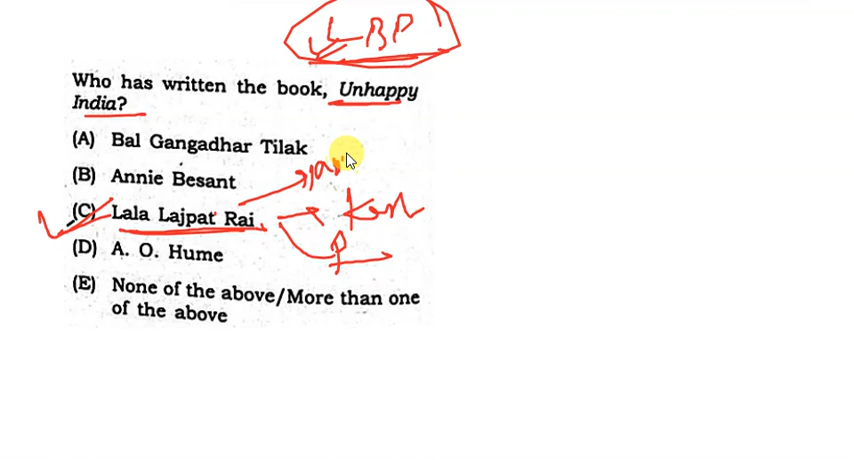 LBP
Who has written the book, Unhappy
India?
(A) Bal Gangadhar Tilak
(B) Annie Besant
(C) Lala Lajpat Rai
(D) A. O. Hume
(E) None of the above/More than one
of the above